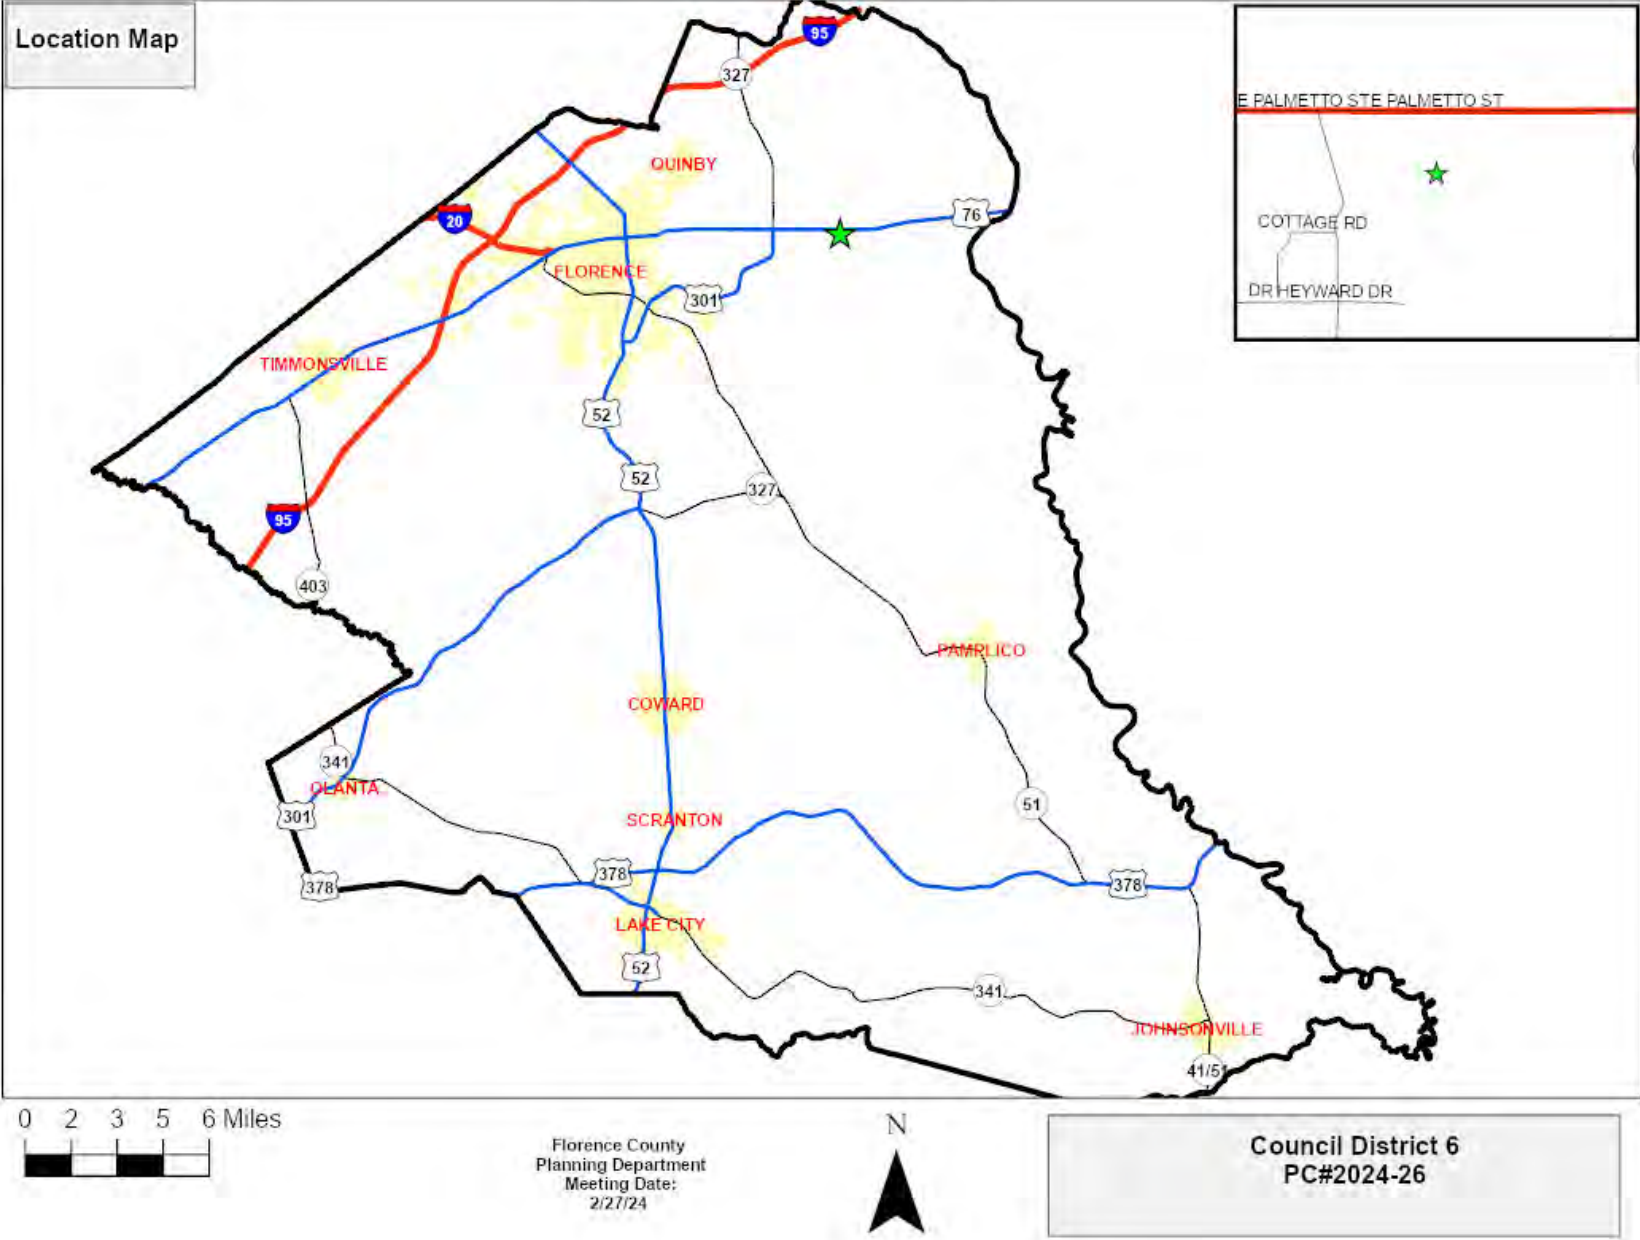 Location Map
95
327
E PALMETTO STE PALMETTO ST
QUINBY
20
76
COTTAGE RD
FLORENCE
301
DR HEYWARD DR
TIMMONSVILLE
52
52
327
95
403
PAMPLICO
COWARD
341
OLANTA
301
51
SCRANTON
378
378
378
LAKE CITY
52
341
JOHNSONVILLE
41/51
0 2 3 5 6 Miles
N
Florence County
Planning Department
Meeting Date:
2/27/24
Council District 6
PC#2024-26